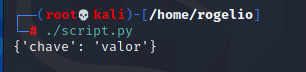 ┌──(root💀kali)-[/home/rogelio]
└─# ./script.py
{'chave': 'valor'}